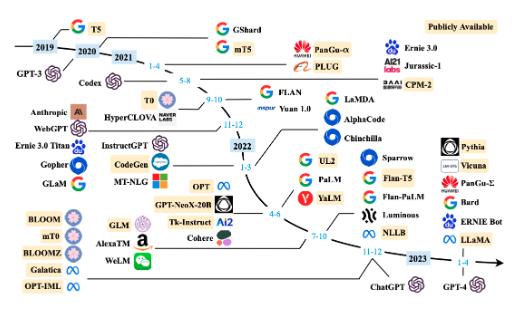 Publicly Available
2019
T5
GShard
2020
mT5
2021
GPT-3
1-4
PanGu-α
PLUG
Ernie 3.0
Jurassic-1
AI21 labs
BAAI
CPM-2
Codex
5-8
T0
9-10
FLAN
inspur
Yuan 1.0
HyperCLOVA
NAVER
Anthropic
WebGPT
11-12
LaMDA
AlphaCode
Chinchilla
Ernie 3.0 Titan
InstructGPT
2022
Gopher
CodeGen
1-3
GLaM
MT-NLG
UL2
Sparrow
Pythia
Vicuna
PaLM
Flan-T5
PanGu-Σ
OPT
YaLM
Flan-PaLM
Bard
GPT-NeoX-20B
4-6
Luminous
ERNIE Bot
Tk-Instruct
Ai2
NLLB
LLaMA
BLOOM
GLM
Cohere
7-10
mT0
AlexaTM
BLOOMZ
WeLM
11-12
2023
1-4
Galatica
OPT-IML
ChatGPT
GPT-4